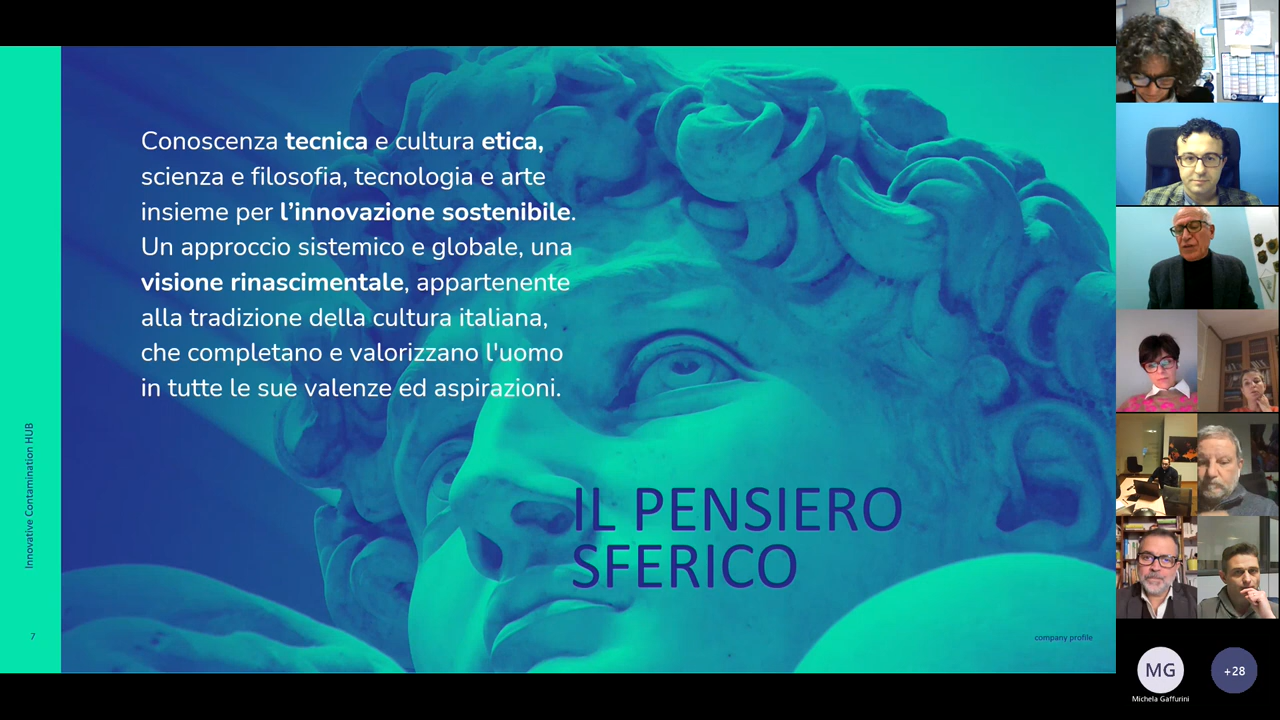 Conoscenza tecnica e cultura etica,
scienza e filosofia, tecnologia e arte
insieme per l'innovazione sostenibile.
Un approccio sistemico e globale, una
visione rinascimentale, appartenente
alla tradizione della cultura italiana,
che completano e valorizzano l'uomo
in tutte le sue valenze ed aspirazioni.
IL PENSIERO
SFERICO
Innovative Contamination HUB
7
company profile
MG
Michela Gaffurini
+28